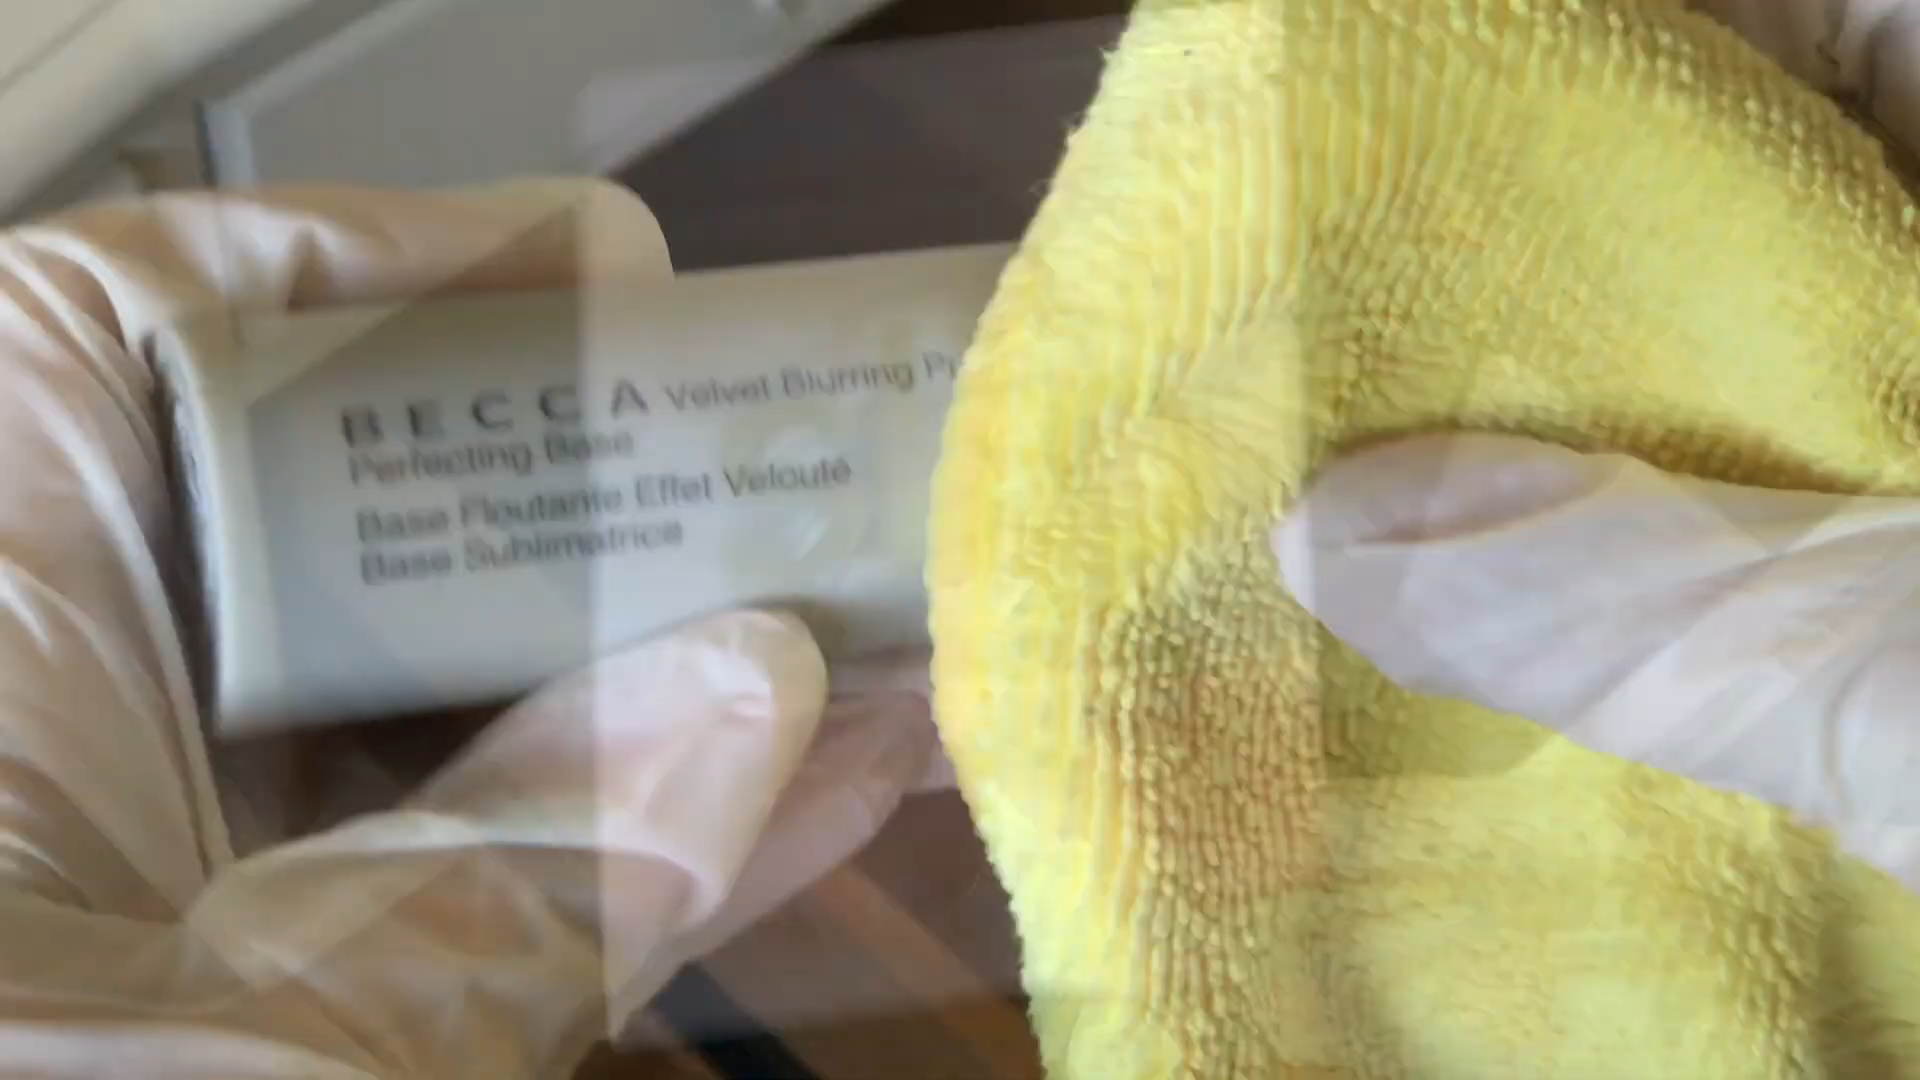 BECCA Velvet Blurring
Perfecting Base
Base Floutante Effet Velouté
Base Sublimatrice